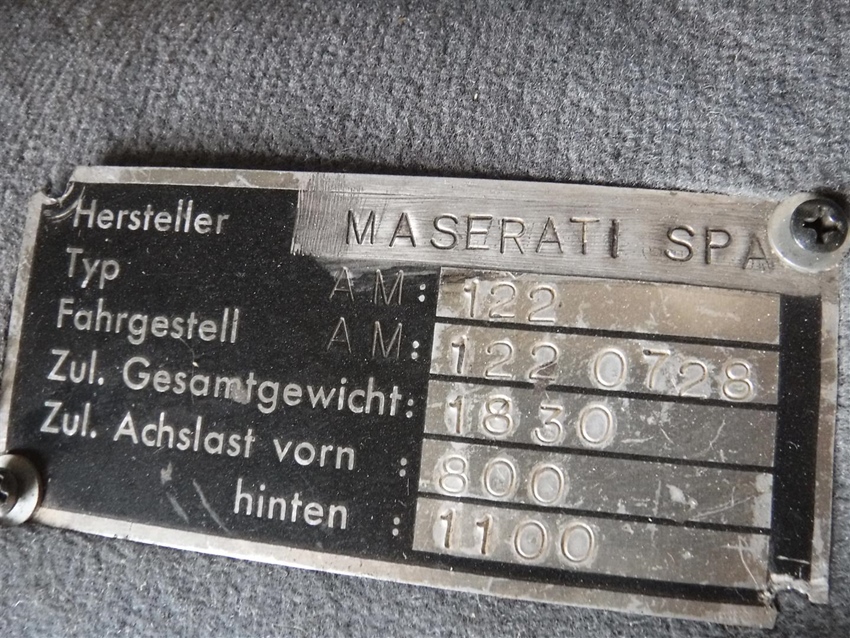 Hersteller MASERATI SPA
Typ AM: 122
Fahrgestell AM: 122 0728
Zul. Gesamtgewicht: 1830
Zul. Achslast vorn : 800
hinten : 1100